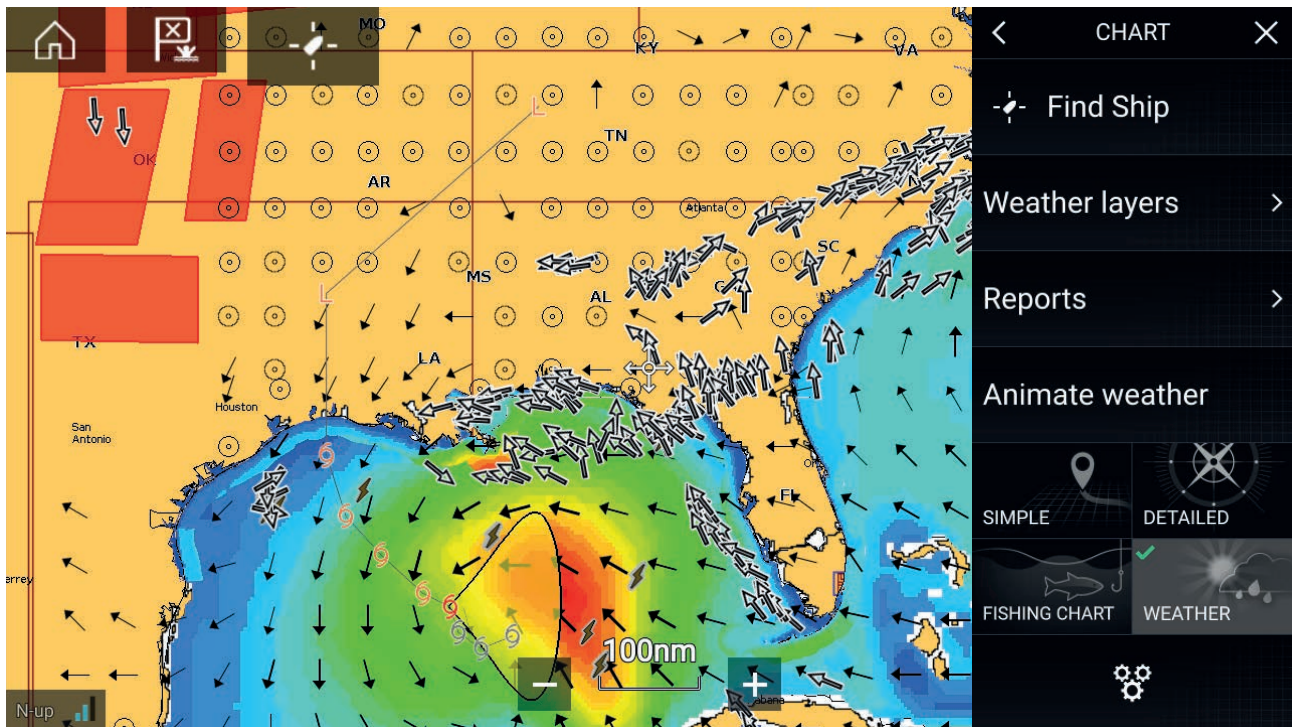 MO
KY
VA
CHART
Find Ship
OK
TN
AR
Weather layers
L
Atlanta
SC
MS
AL
L
Reports
TX
LA
Houston
Animate weather
San
Antonio
FL
SIMPLE
DETAILED
FISHING CHART
WEATHER
100nm
N-up